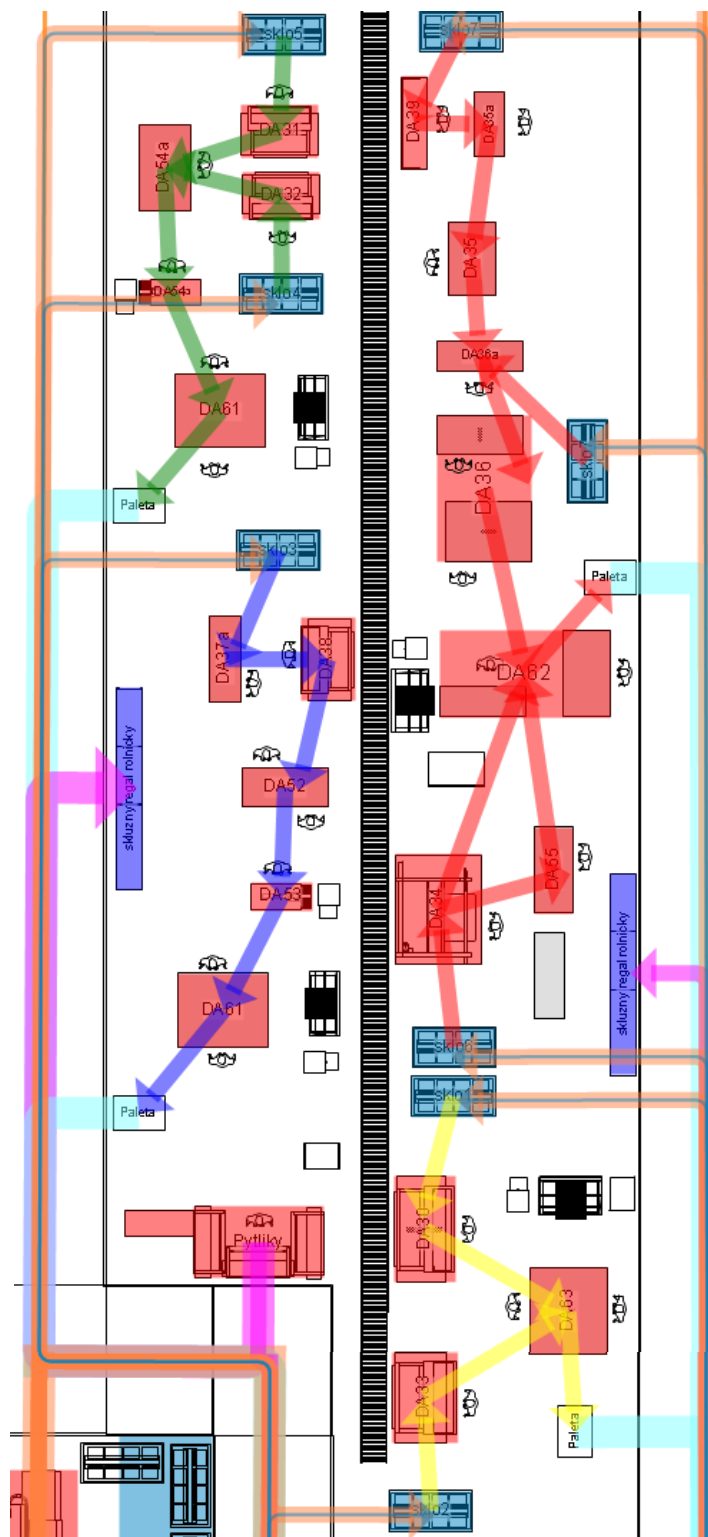 sklo5
sklo7
DA39
DA31
DA35a
DA54a
DA32
DA35
DA54a
sklo4
DA36a
DA61
sklo7
DA36
Paleta
sklo3
Paleta
DA37a
DA38
DA62
skluzny regal rolnicky
DA52
DA55
DA53
DA34
skluzny regal rolnicky
DA61
sklo6
sklo1
Paleta
DA30
Pytliky
DA63
DA33
Paleta
sklo2